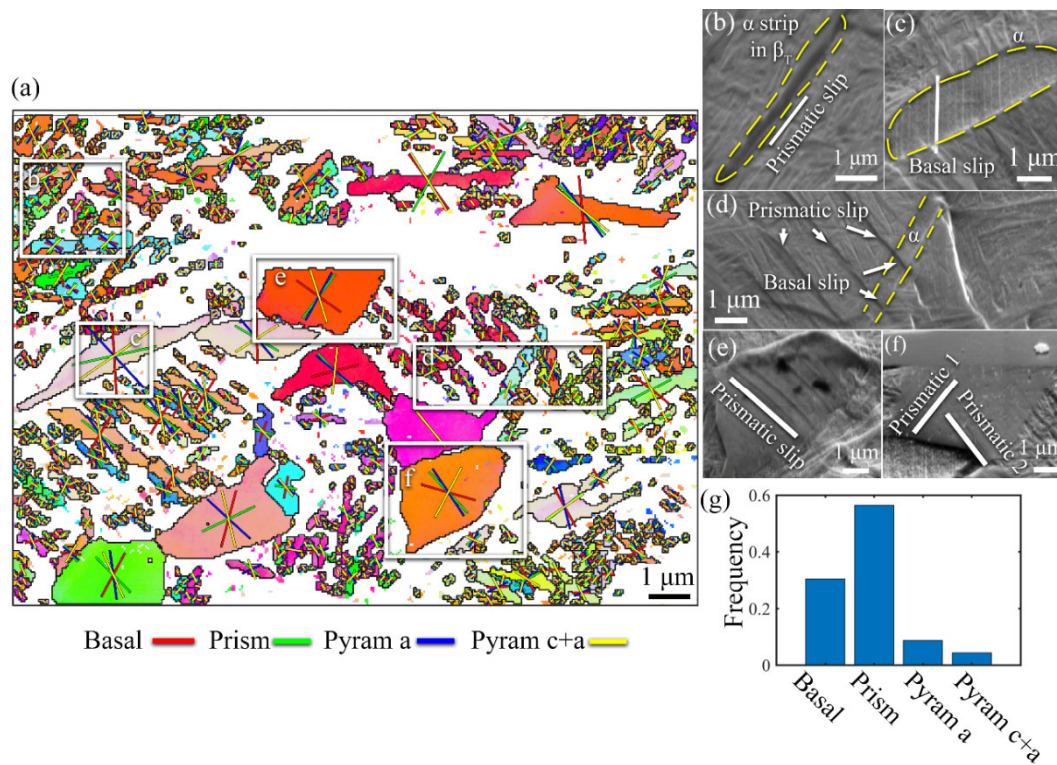 (a)
b
e
c
d
f
1 μm
Basal Prism Pyram a Pyram c+a
(b)
α strip
in βT
Prismatic slip
1 μm
(c)
α
Basal slip
1 μm
(d)
Prismatic slip
α
Basal slip
1 μm
(e)
Prismatic slip
1 μm
(f)
Prismatic 1
Prismatic 2
1 μm
(g)
Frequency
0.6
0.4
0.2
0
Basal
Prism
Pyram a
Pyram c+a